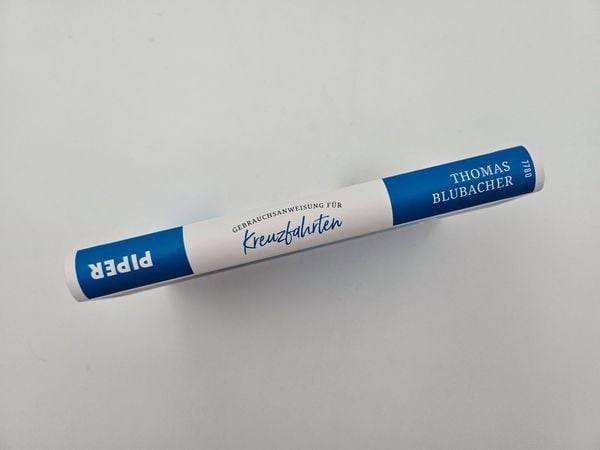 PIPER
GEBRAUCHSANWEISUNG FÜR
Kreuzfahrten
THOMAS
BLUBACHER
7780